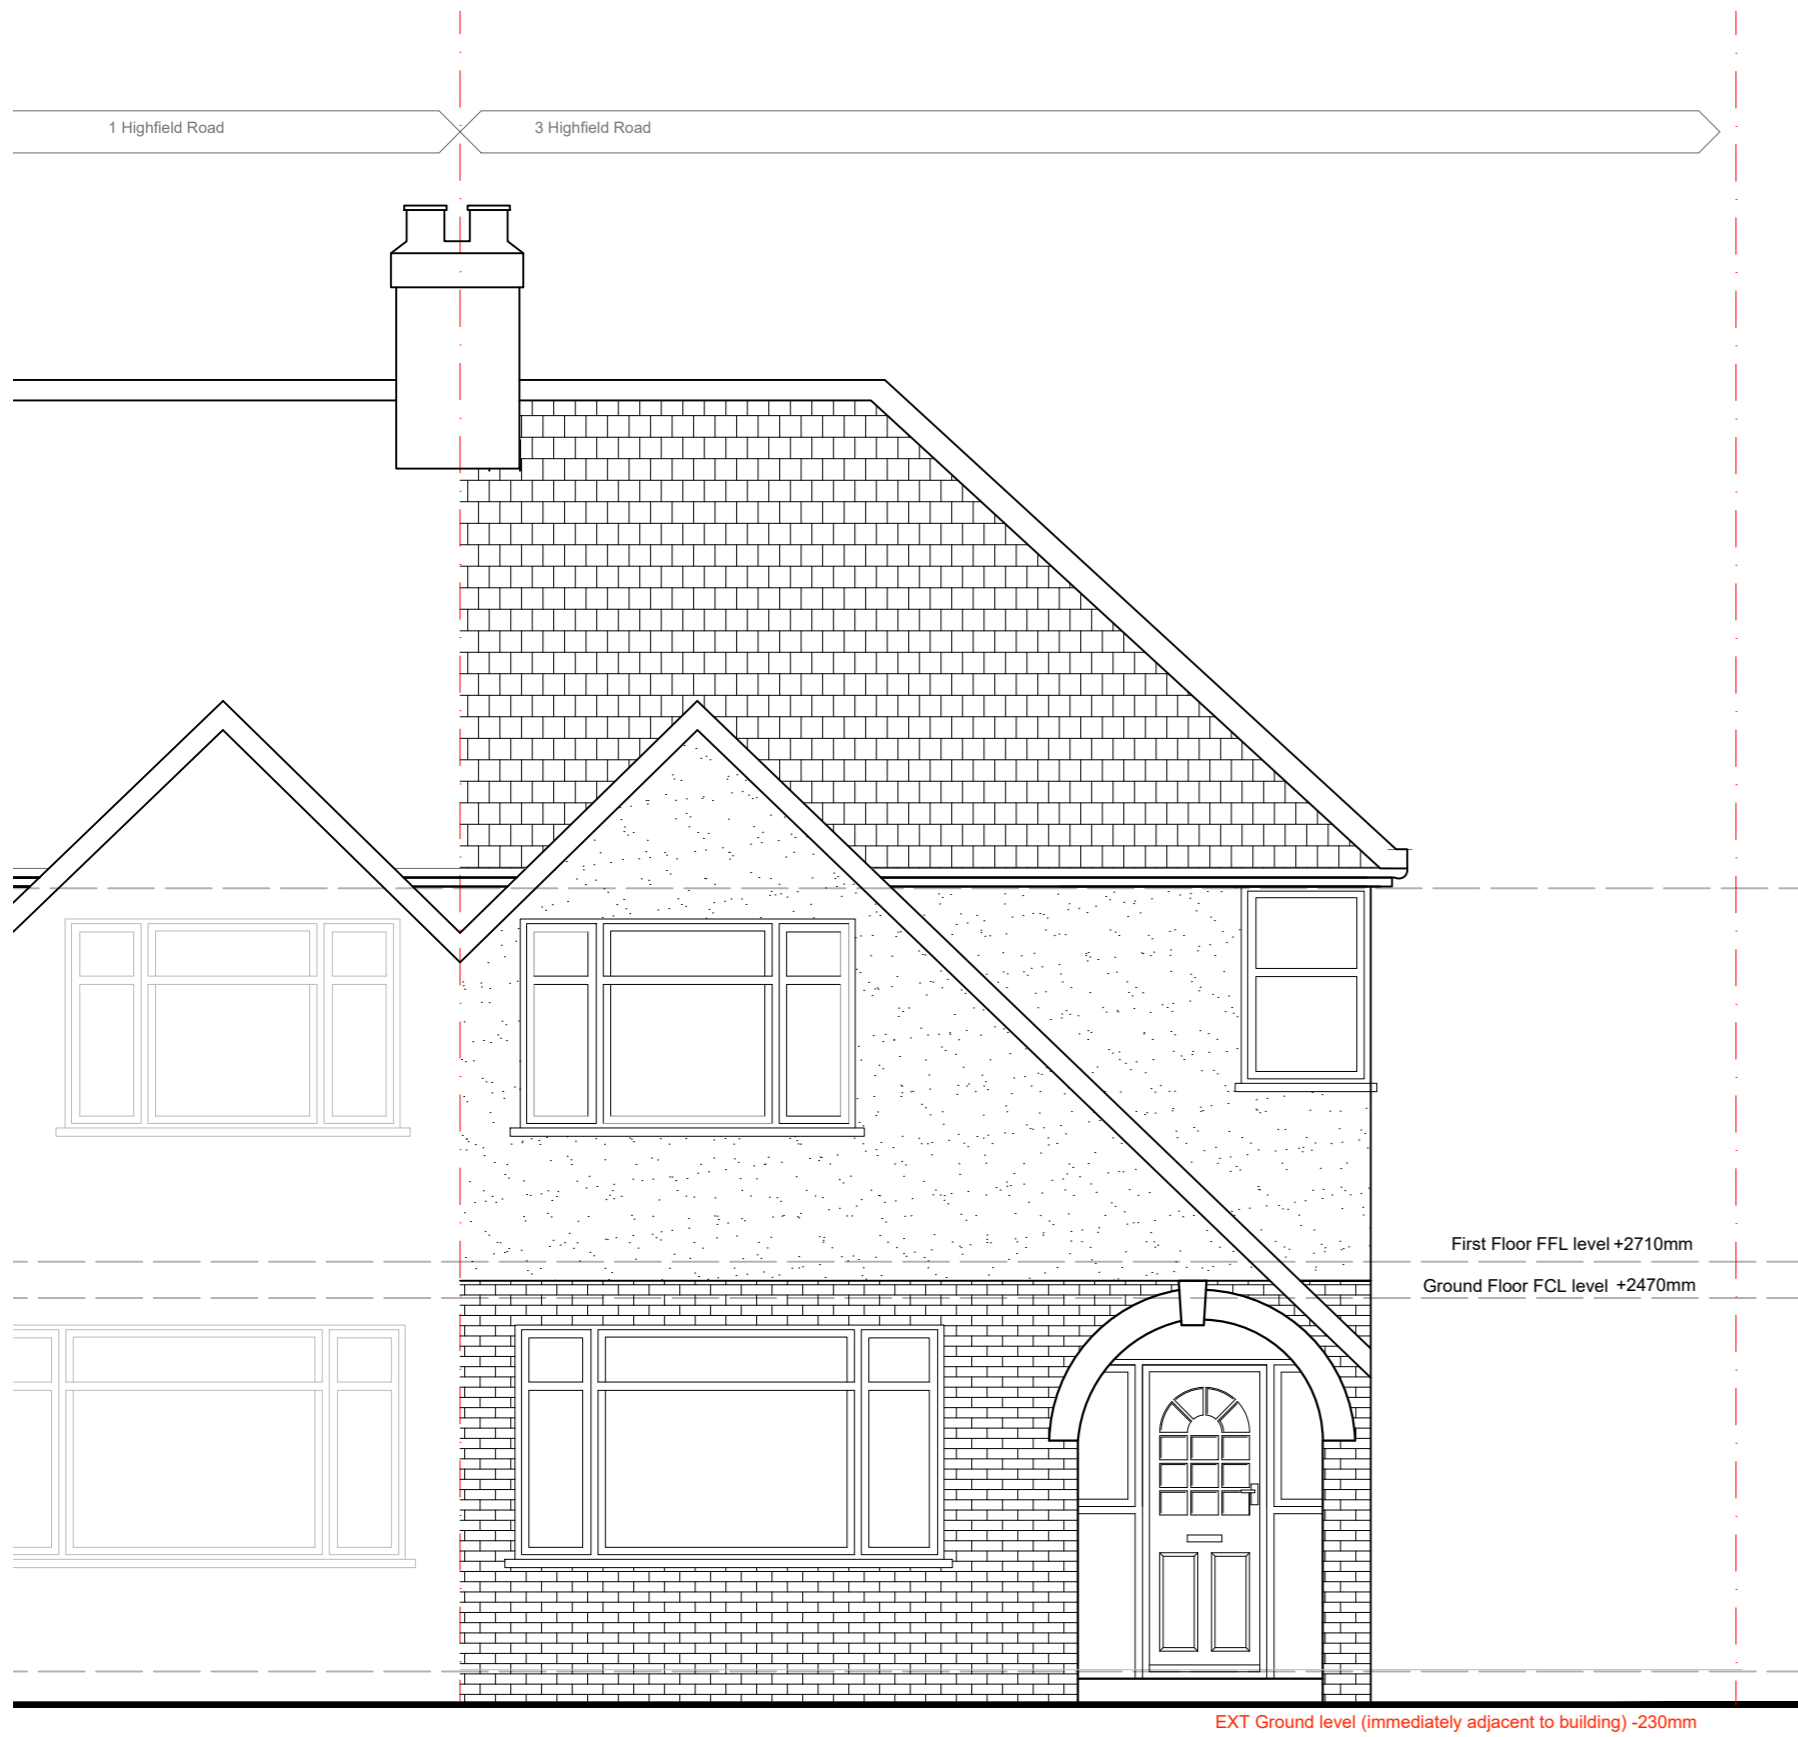 1 Highfield Road
3 Highfield Road
First Floor FFL level +2710mm
Ground Floor FCL level +2470mm
EXT Ground level (immediately adjacent to building) -230mm